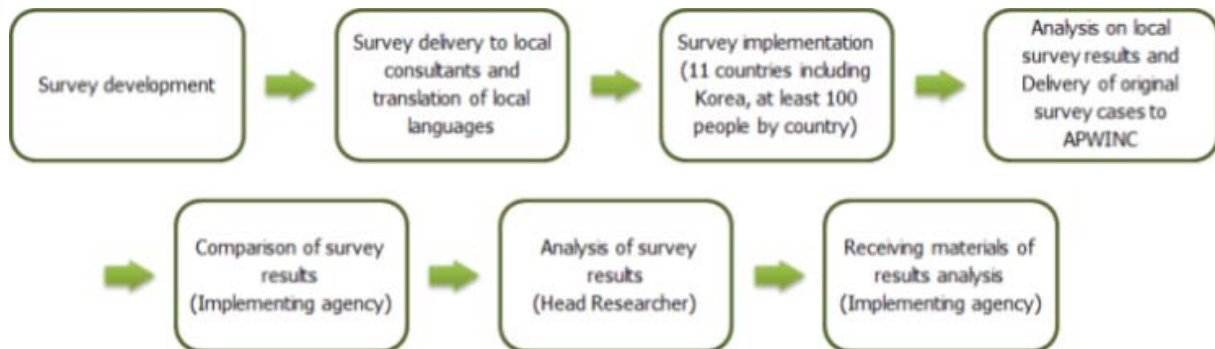 Survey development
Survey delivery to local
consultants and
translation of local
languages
Survey implementation
(11 countries including
Korea, at least 100
people by country)
Analysis on local
survey results and
Delivery of original
survey cases to
APWINC
Comparison of survey
results
(Implementing agency)
Analysis of survey
results
(Head Researcher)
Receiving materials of
results analysis
(Implementing agency)